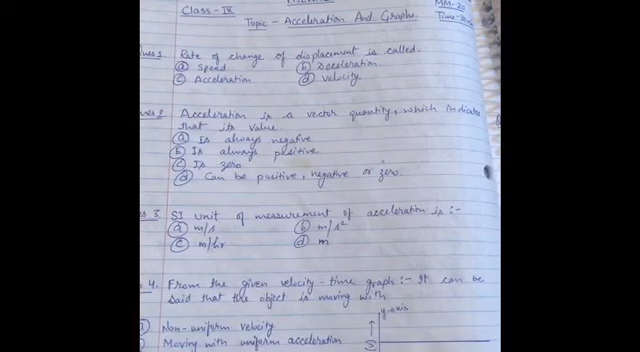 Class-IX
MM-20
Topic - Acceleration And Graphs
Ques 1. Rate of change of displacement is called.
(a) Speed (b) Deceleration
(c) Acceleration (d) Velocity
Acceleration is a vector quantity, which indicates
that its value.
(a) Is always negative
(b) Is always positive
(c) Is zero
(d) Can be positive, negative or zero.
3. SI unit of measurement of acceleration is :-
(a) m/s (b) m/s²
(c) m/hr (d) m
4. From the given velocity-time graph :- It can be
said that the object is moving with
y-axis
Non-uniform velocity
Moving with uniform acceleration